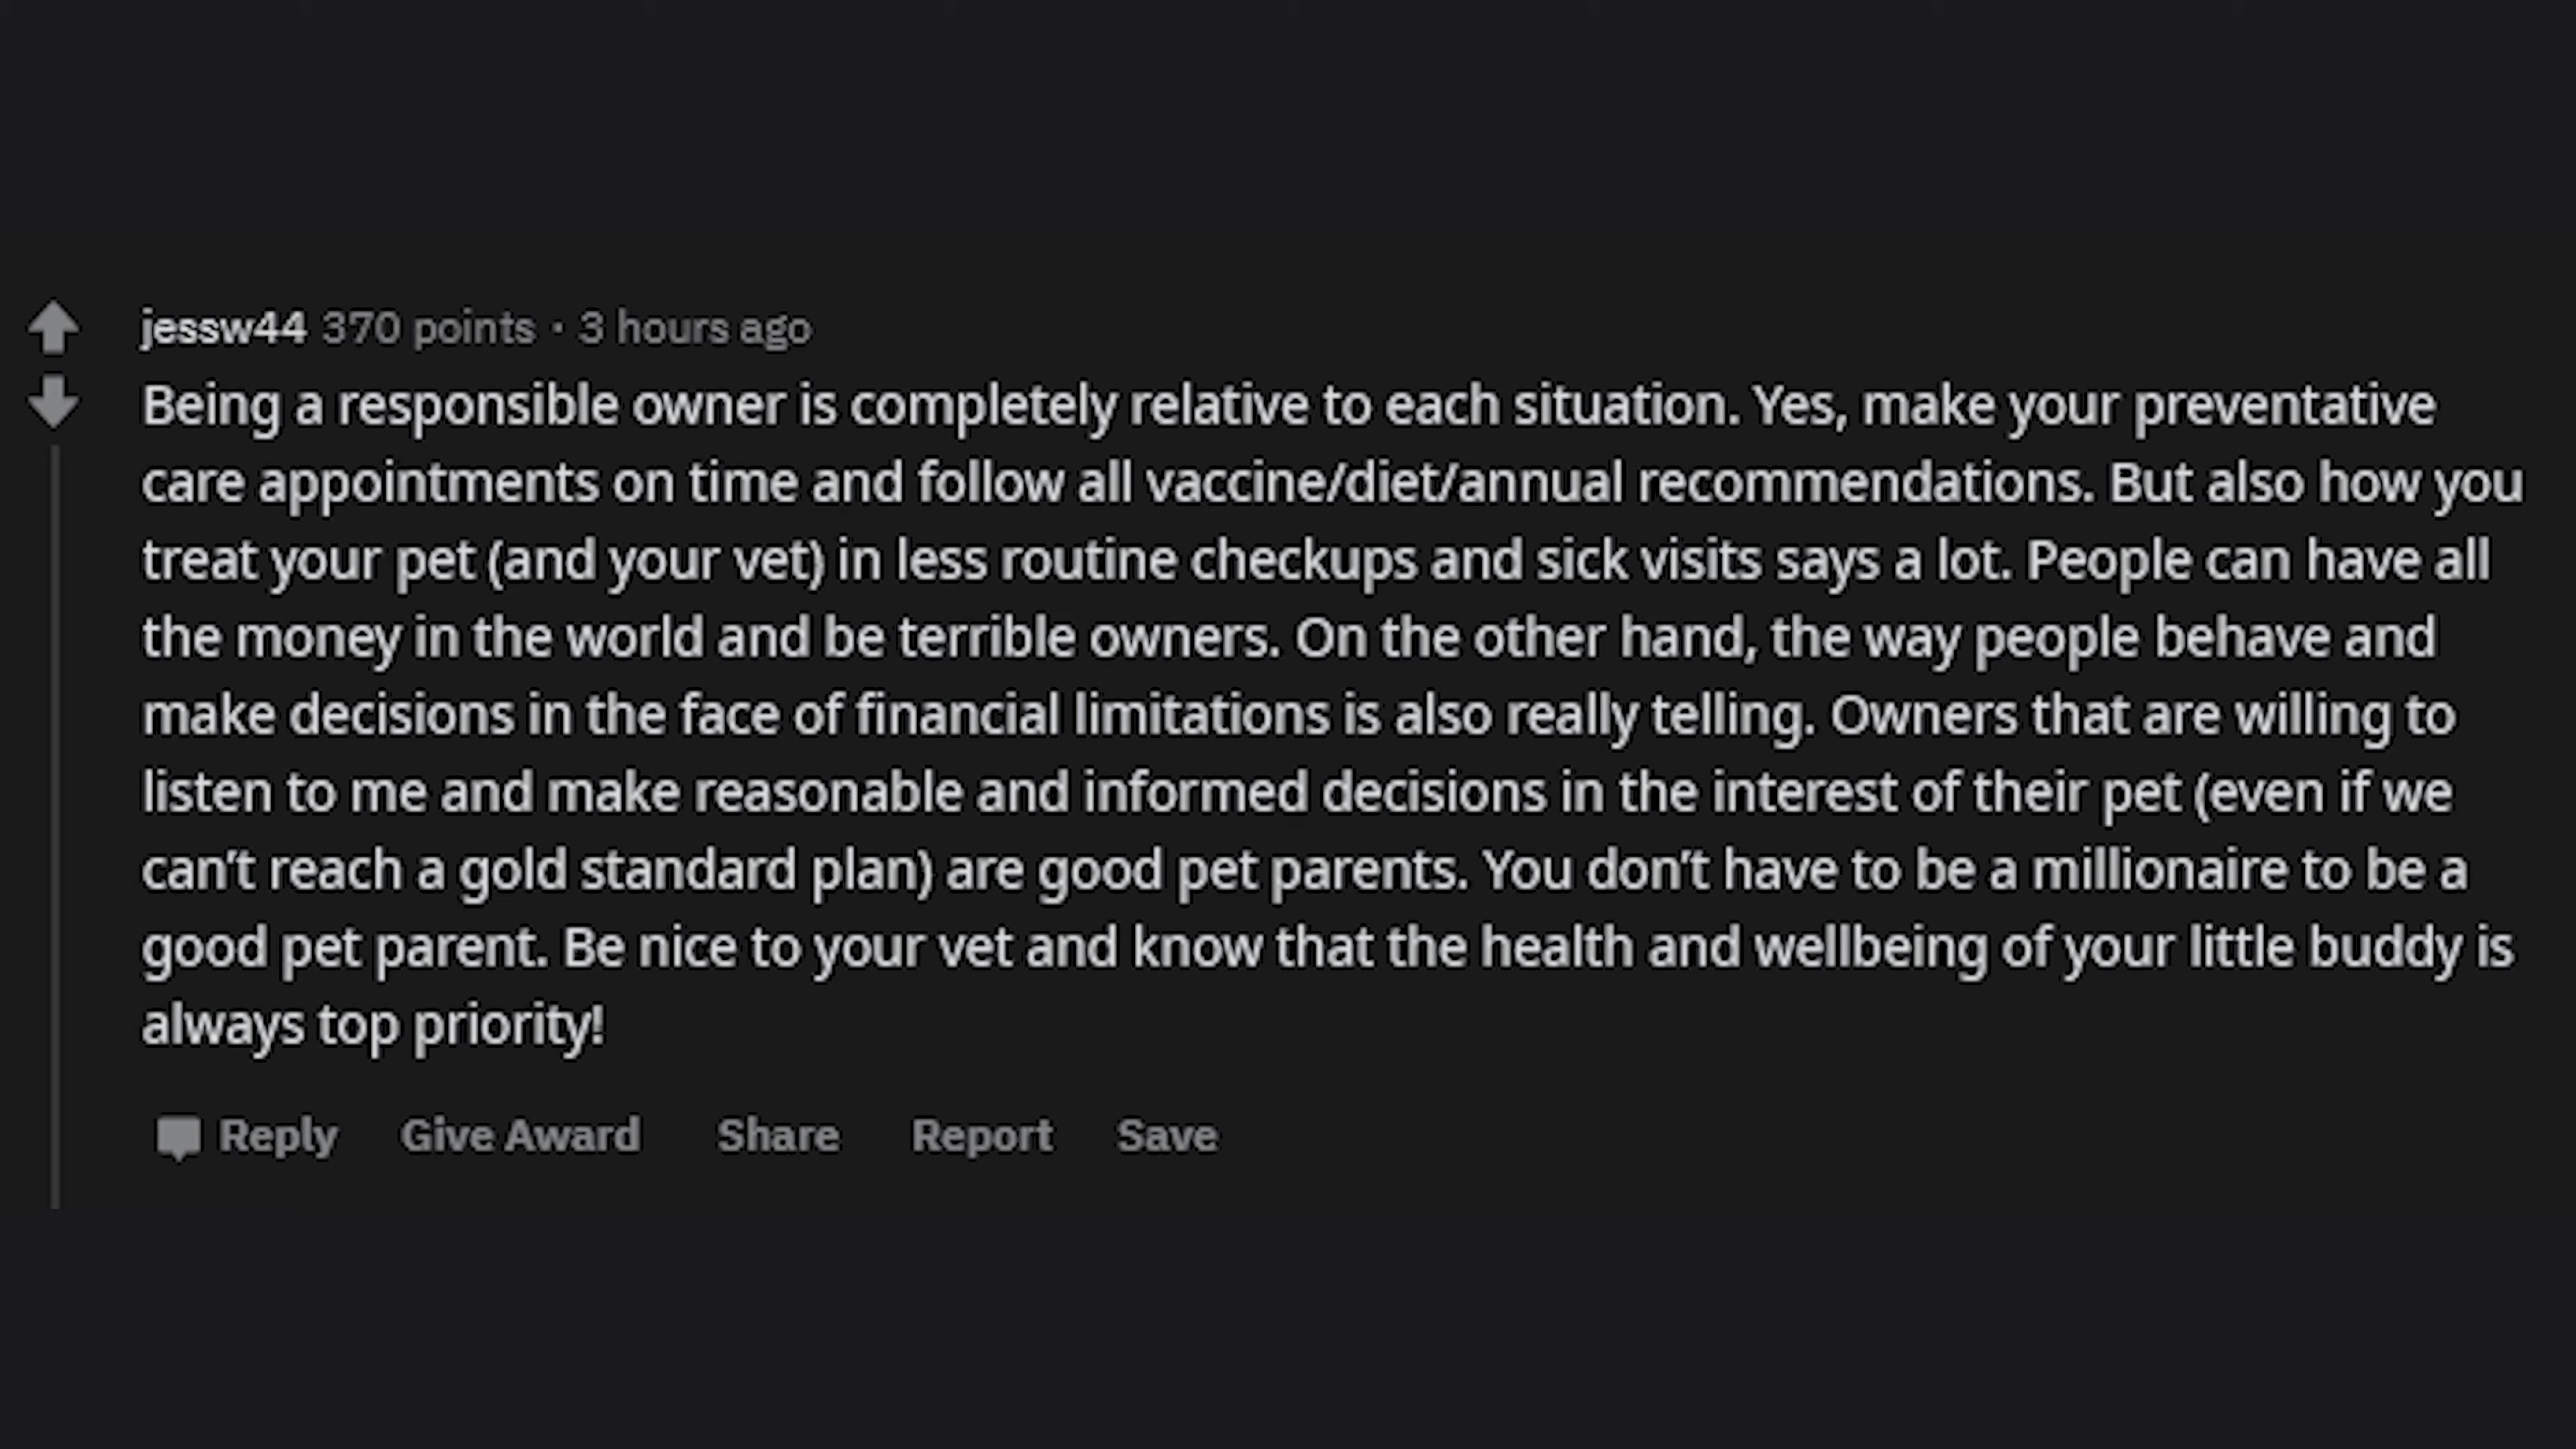 jessw44 370 points · 3 hours ago
Being a responsible owner is completely relative to each situation. Yes, make your preventative
care appointments on time and follow all vaccine/diet/annual recommendations. But also how you
treat your pet (and your vet) in less routine checkups and sick visits says a lot. People can have all
the money in the world and be terrible owners. On the other hand, the way people behave and
make decisions in the face of financial limitations is also really telling. Owners that are willing to
listen to me and make reasonable and informed decisions in the interest of their pet (even if we
can’t reach a gold standard plan) are good pet parents. You don’t have to be a millionaire to be a
good pet parent. Be nice to your vet and know that the health and wellbeing of your little buddy is
always top priority!
Reply Give Award Share Report Save